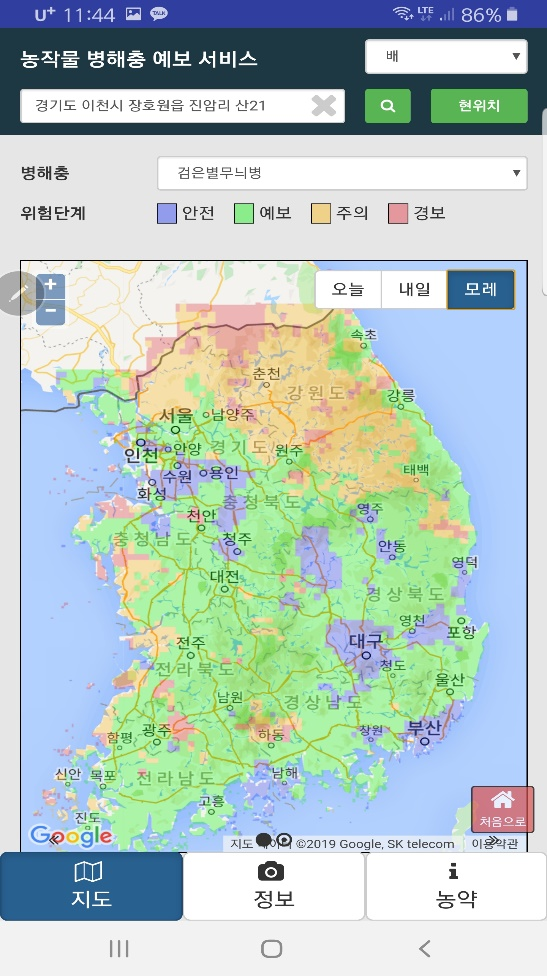 U+ 11:44 TALK LTE 86%
농작물 병해충 예보 서비스
배
경기도 이천시 장호원읍 진암리 산21
현위치
병해충
검은별무늬병
위험단계 안전 예보 주의 경보
+
−
오늘 내일 모레
속초
춘천
강원도
강릉
서울 남양주
인천 안양 경기도 원주
수원 용인
태백
화성
충청북도
천안
영주
충청남도 청주
안동
대전
영덕
경상북도
영천
포항
대구
전주
청도
전라북도
울산
남원
경상남도
광주
창원 부산
함평
하동
신안 목포
남해
전라남도
고흥
진도
처음으로
Google
지도 데이터 ©2019 Google, SK telecom 이용약관
지도 정보 농약